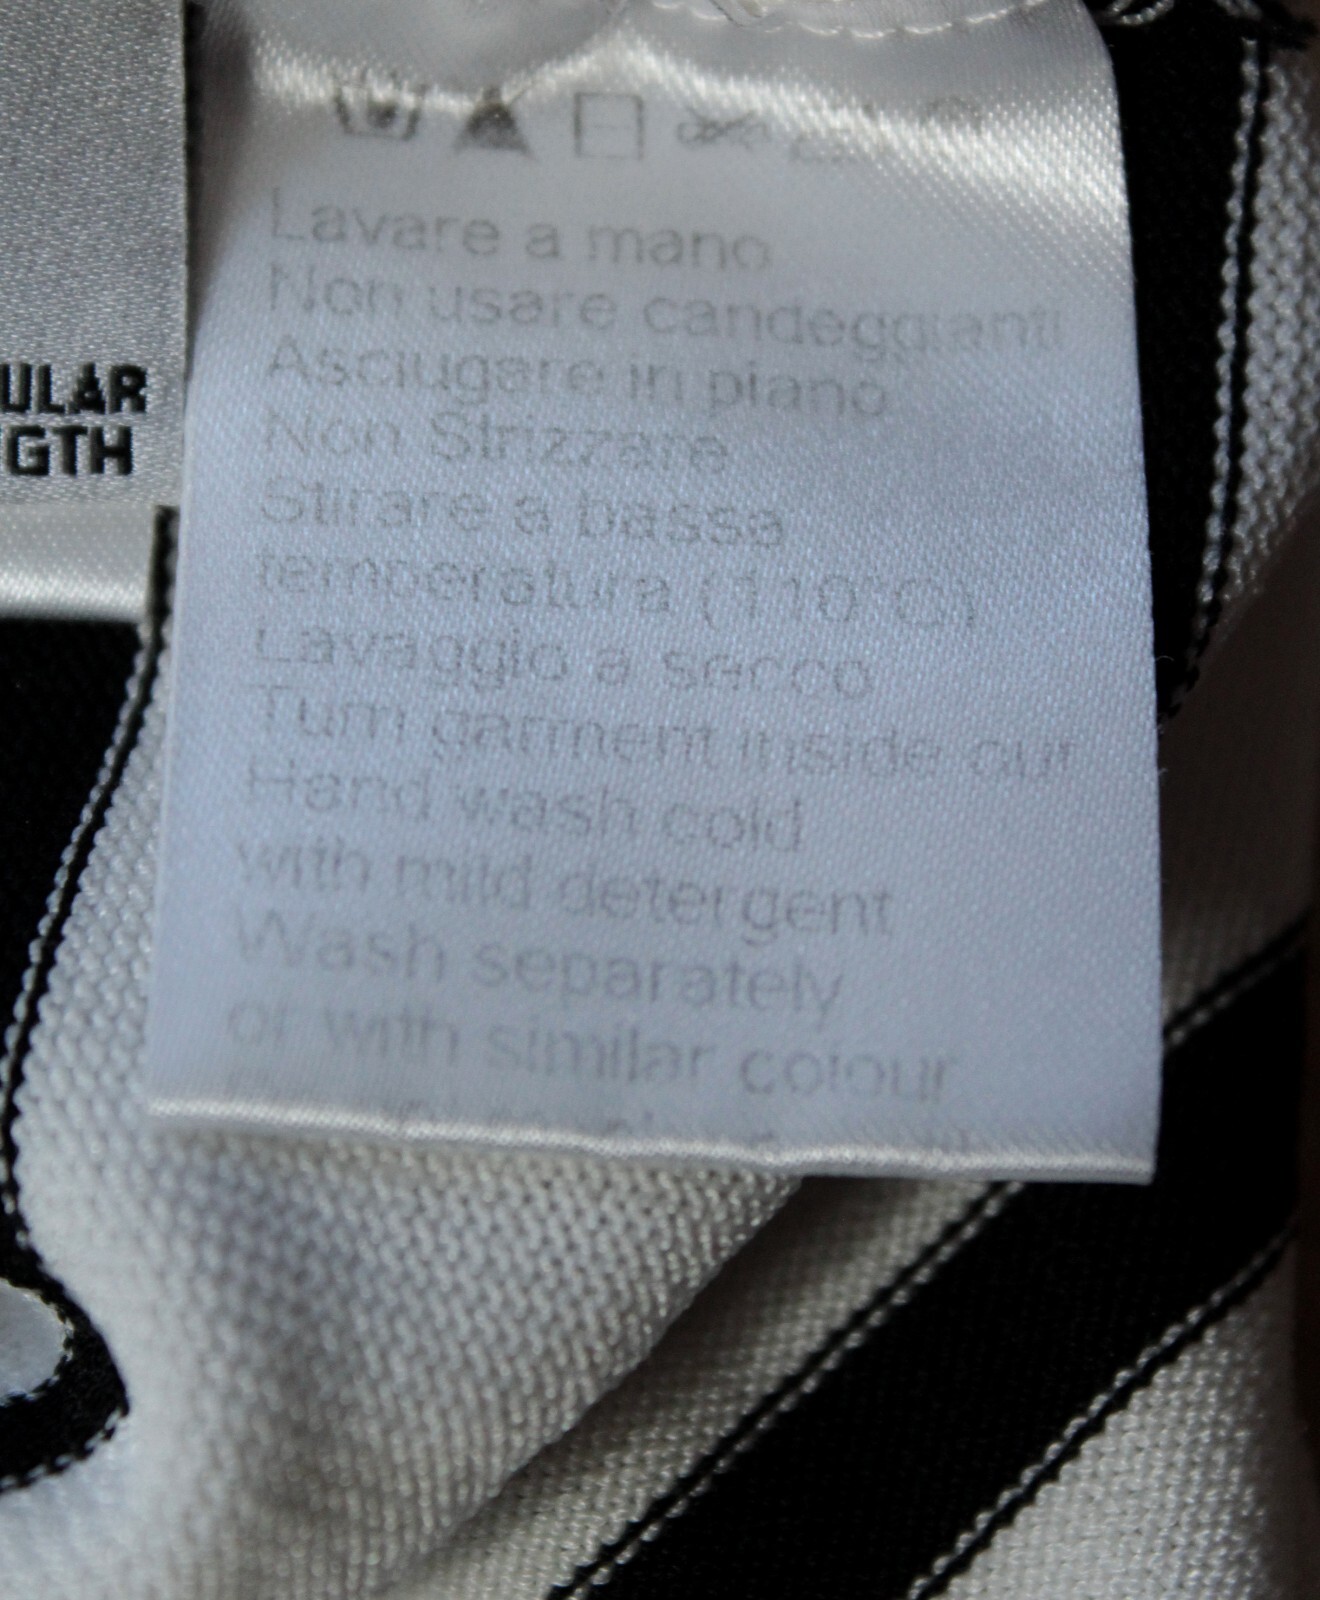 ULAR
GTH
Lavare a mano
Non usare candeggianti
Asciugare in piano
Non Strizzare
Stirare a bassa
temperatura (110°C)
Lavaggio a secco
Turn garment inside out
Hand wash cold
with mild detergent
Wash separately
or with similar colour